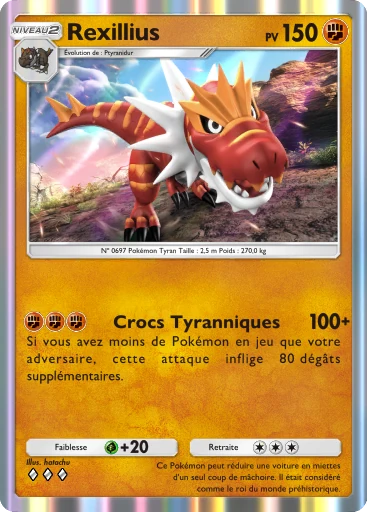 NIVEAU 2
Rexillius
PV 150
Évolution de : Ptyranidur
N° 0697 Pokémon Tyran Taille : 2,5 m Poids : 270,0 kg
Crocs Tyranniques 100+
Si vous avez moins de Pokémon en jeu que votre
adversaire, cette attaque inflige 80 dégâts
supplémentaires.
Faiblesse +20
Retraite
Illus. hatachu
Ce Pokémon peut réduire une voiture en miettes
d'un seul coup de mâchoire. Il était considéré
comme le roi du monde préhistorique.